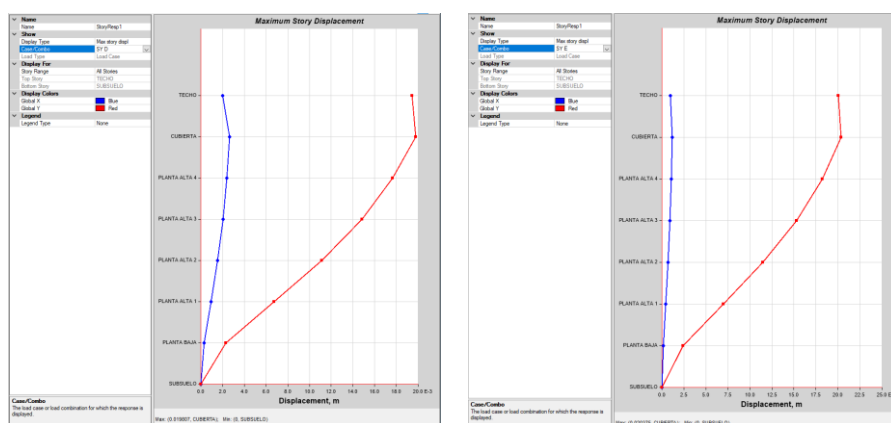 Maximum Story Displacement
Name
Name StoryResp1
Show
Display Type Max story displ
Case/Combo SY D
Load Type Load Case
Display For
Story Range All Stories
Top Story TECHO
Bottom Story SUBSUELO
Display Colors
Global X Blue
Global Y Red
Legend
Legend Type None
TECHO
CUBIERTA
PLANTA ALTA 4
PLANTA ALTA 3
PLANTA ALTA 2
PLANTA ALTA 1
PLANTA BAJA
SUBSUELO
0.0 2.0 4.0 6.0 8.0 10.0 12.0 14.0 16.0 18.0 20.0 E-3
Displacement, m
Case/Combo
The load case or load combination for which the response is
displayed.
CUBIERTA); Min: (0, SUBSUELO)
Maximum Story Displacement
Name
Name StoryResp1
Show
Display Type Max story displ
Case/Combo SY E
Load Type Load Case
Display For
Story Range All Stories
Top Story TECHO
Bottom Story SUBSUELO
Display Colors
Global X Blue
Global Y Red
Legend
Legend Type None
TECHO
CUBIERTA
PLANTA ALTA 4
PLANTA ALTA 3
PLANTA ALTA 2
PLANTA ALTA 1
PLANTA BAJA
SUBSUELO
0.0 2.5 5.0 7.5 10.0 12.5 15.0 17.5 20.0 22.5 25.0 E-3
Displacement, m
Case/Combo
The load case or load combination for which the response is
displayed.